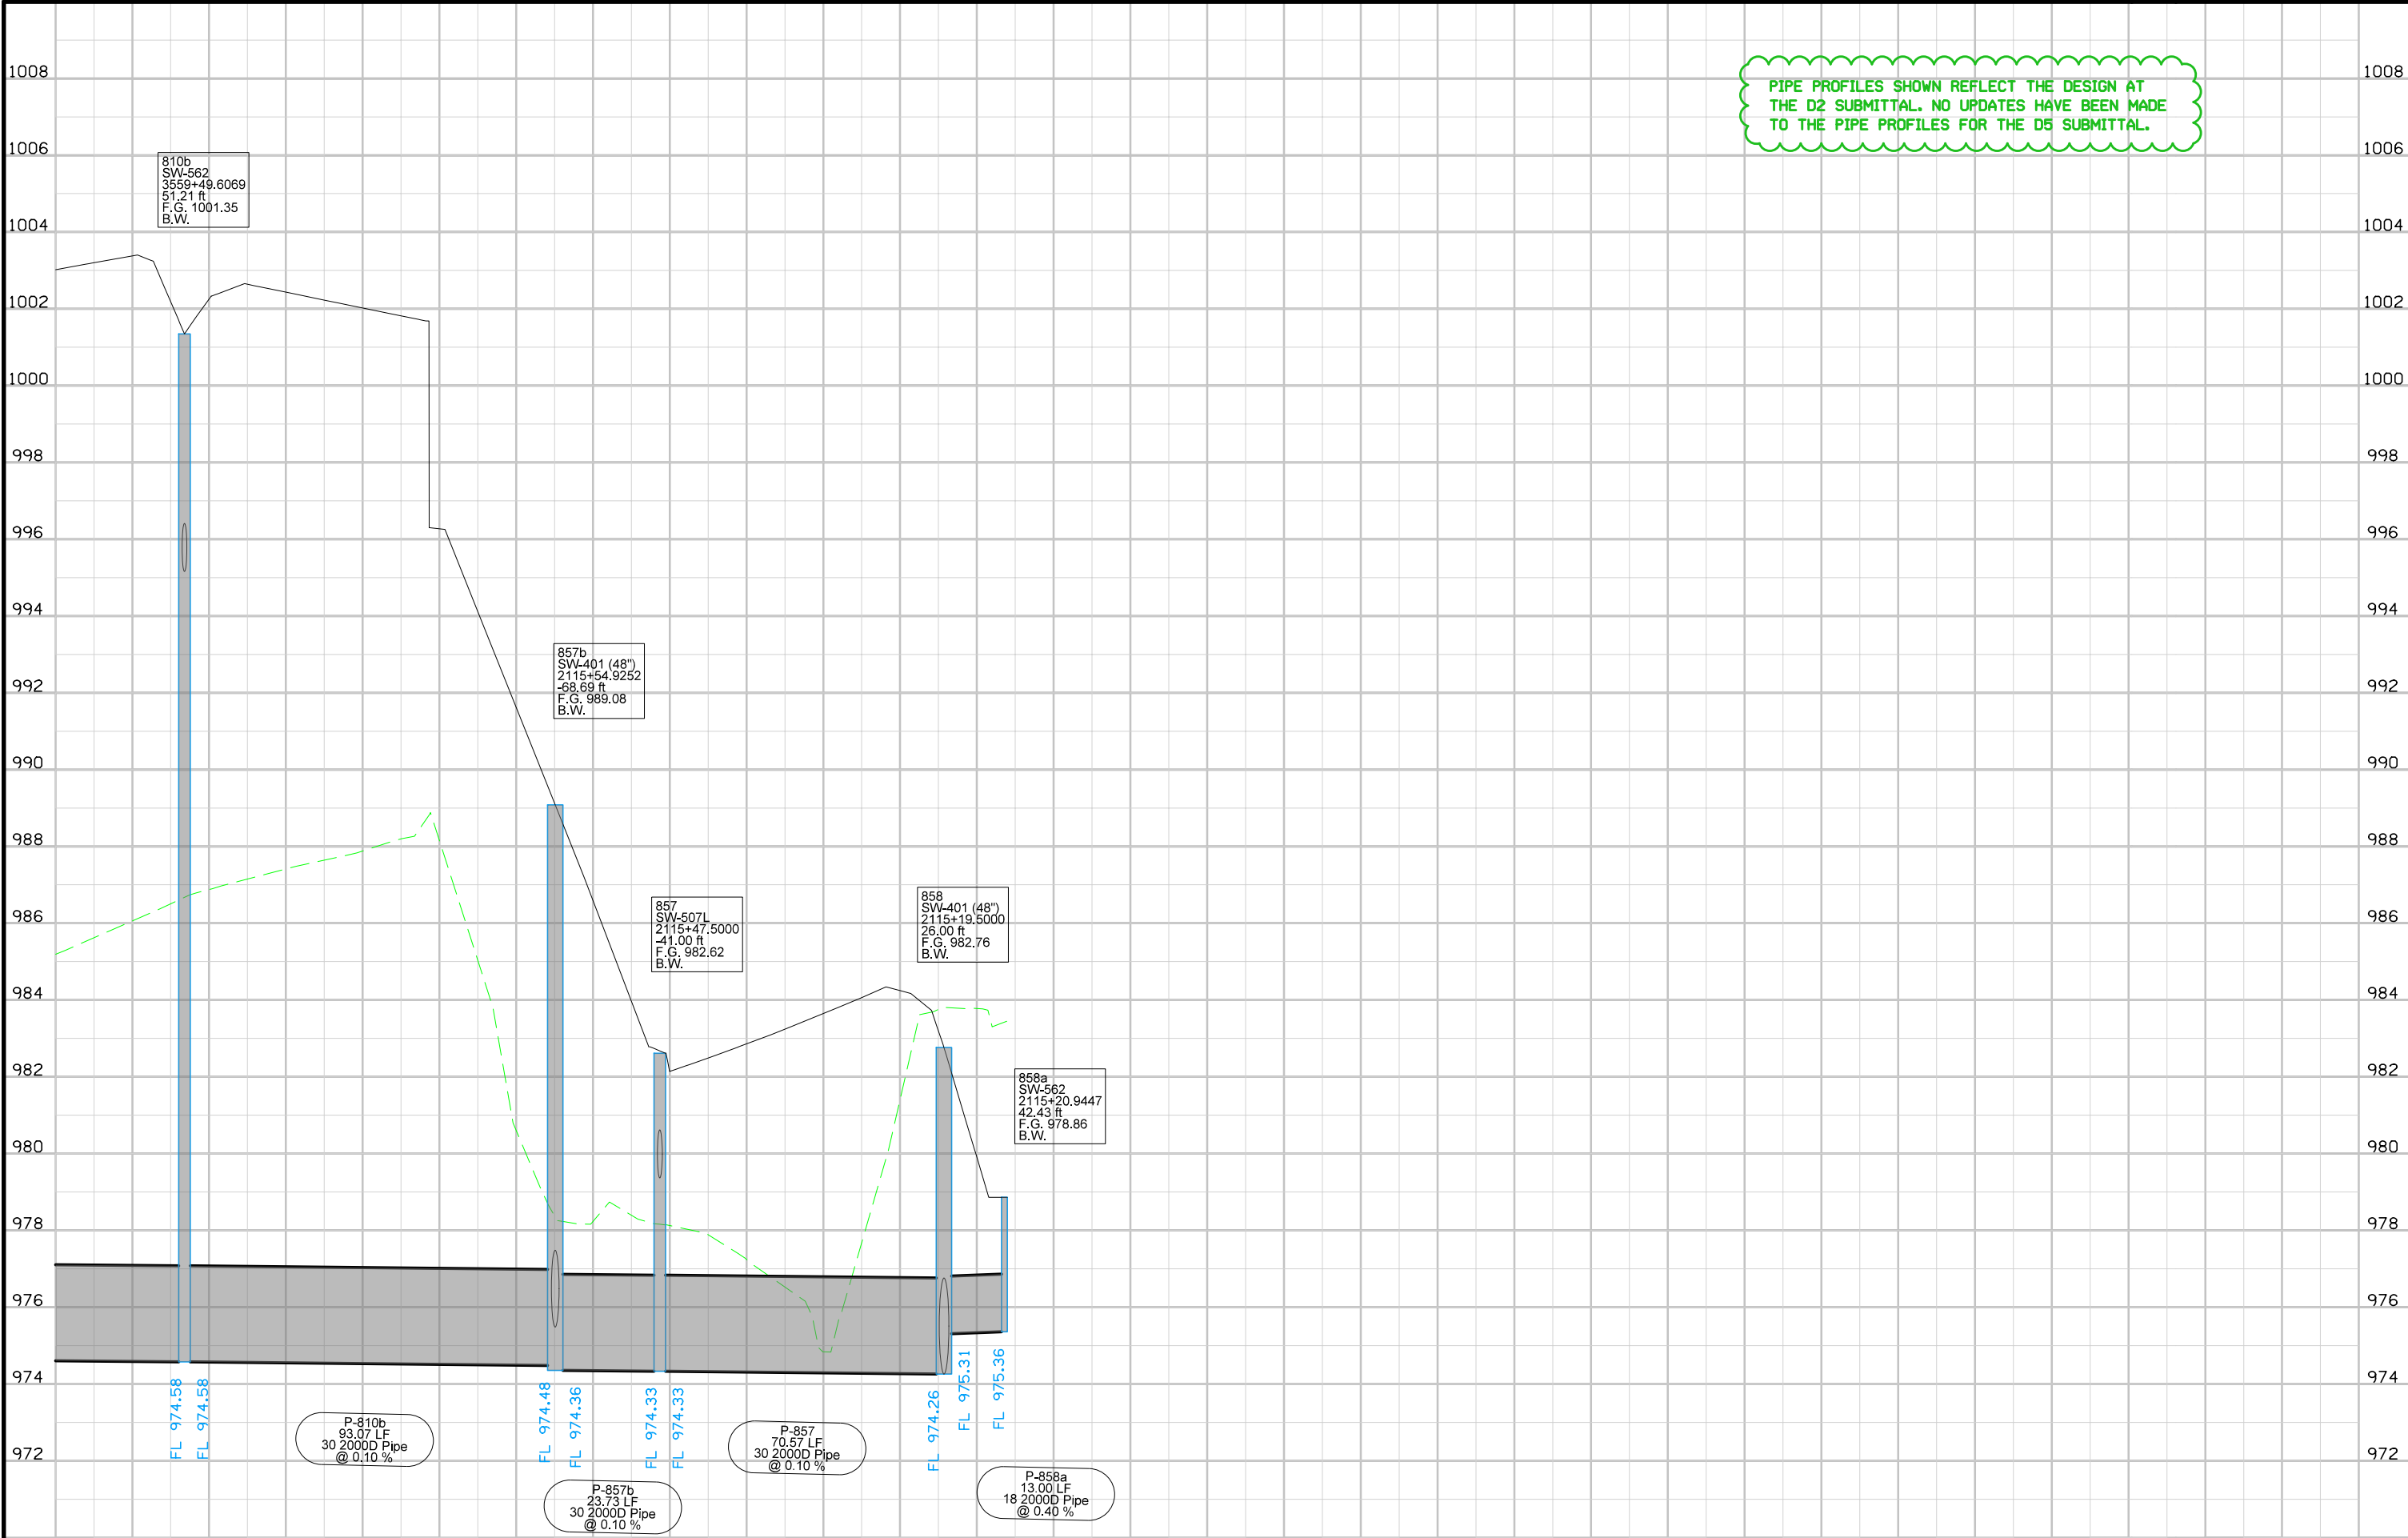 PIPE PROFILES SHOWN REFLECT THE DESIGN AT
THE D2 SUBMITTAL. NO UPDATES HAVE BEEN MADE
TO THE PIPE PROFILES FOR THE D5 SUBMITTAL.
1008
1006
1004
1002
1000
998
996
994
992
990
988
986
984
982
980
978
976
974
972
1008
1006
1004
1002
1000
998
996
994
992
990
988
986
984
982
980
978
976
974
972
810b
SW-562
3559+49.6069
51.21 ft
F.G. 1001.35
B.W.
857b
SW-401 (48")
2115+54.9252
-68.69 ft
F.G. 989.08
B.W.
857
SW-507L
2115+47.5000
-41.00 ft
F.G. 982.62
B.W.
858
SW-401 (48")
2115+19.5000
26.00 ft
F.G. 982.76
B.W.
858a
SW-562
2115+20.9447
42.43 ft
F.G. 978.86
B.W.
FL 974.58
FL 974.58
FL 974.48
FL 974.36
FL 974.33
FL 974.33
FL 974.26
FL 975.31
FL 975.36
P-810b
93.07 LF
30 2000D Pipe
@ 0.10 %
P-857b
23.73 LF
30 2000D Pipe
@ 0.10 %
P-857
70.57 LF
30 2000D Pipe
@ 0.10 %
P-858a
13.00 LF
18 2000D Pipe
@ 0.40 %